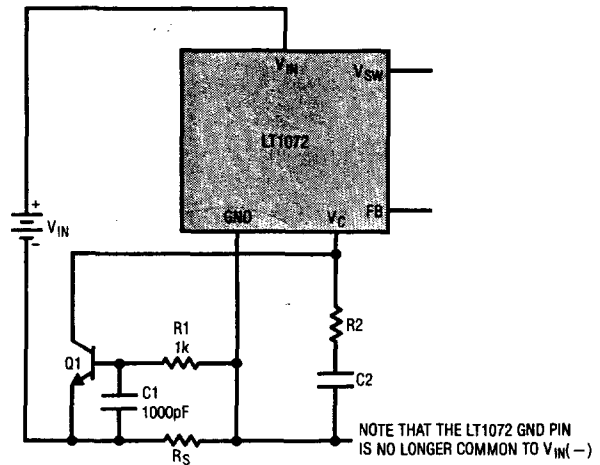 V_IN
V_SW
LT1072
GND
V_C
FB
+
V_IN
−
R1
1k
R2
Q1
C1
1000pF
C2
R_S
NOTE THAT THE LT1072 GND PIN
IS NO LONGER COMMON TO V_IN(−)